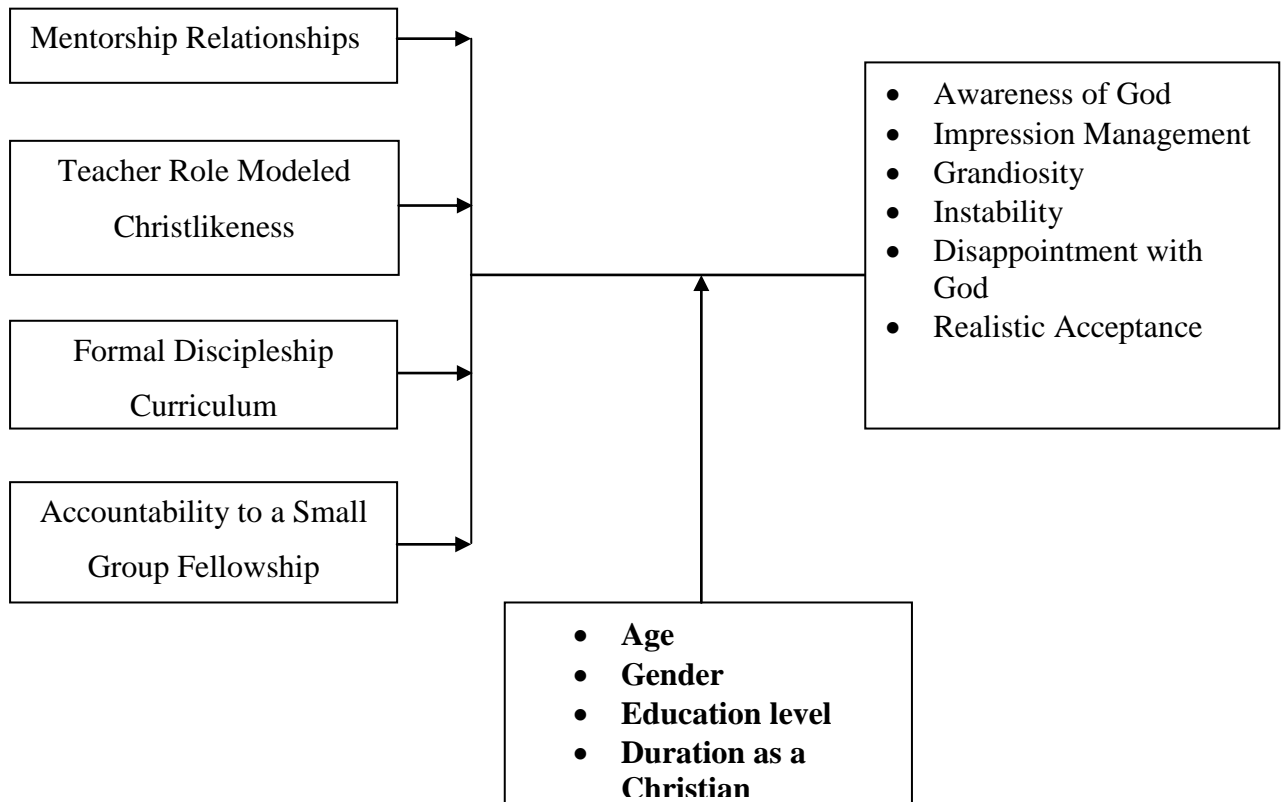 Mentorship Relationships
Teacher Role Modeled
Christlikeness
Formal Discipleship
Curriculum
Accountability to a Small
Group Fellowship
• Awareness of God
• Impression Management
• Grandiosity
• Instability
• Disappointment with
God
• Realistic Acceptance
• Age
• Gender
• Education level
• Duration as a
Christian